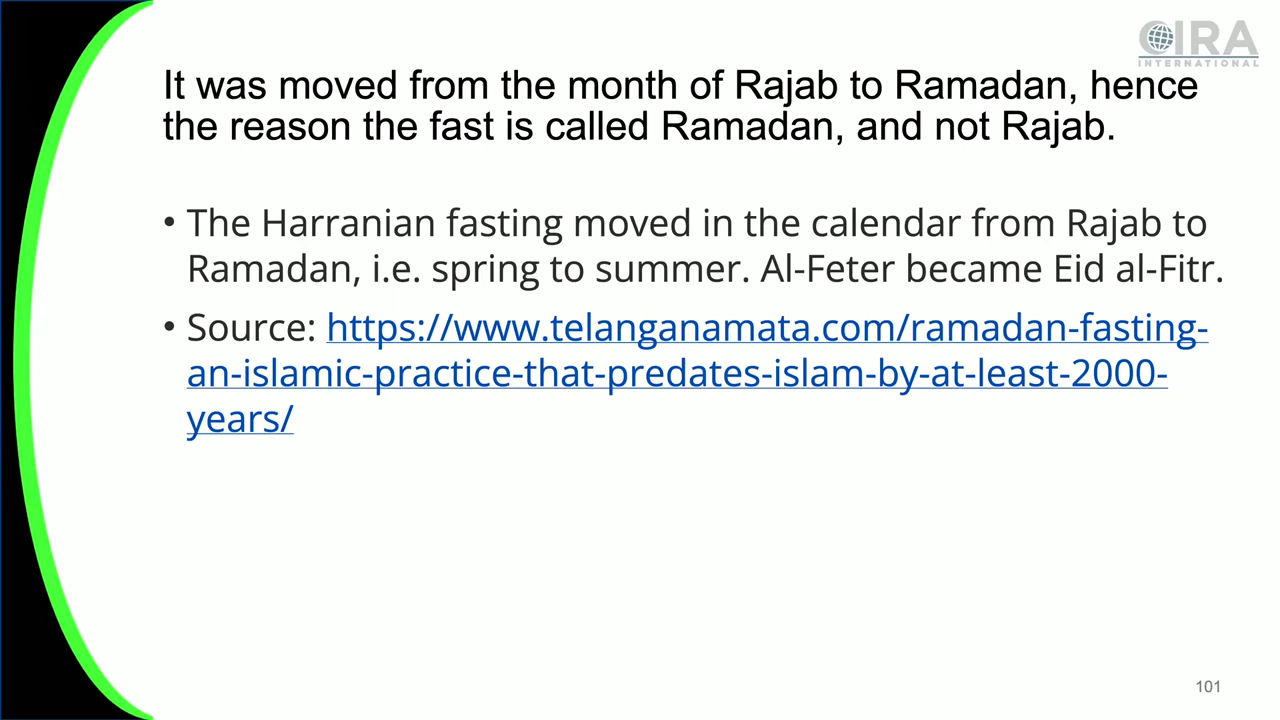 CIRA
INTERNATIONAL
It was moved from the month of Rajab to Ramadan, hence
the reason the fast is called Ramadan, and not Rajab.
• The Harranian fasting moved in the calendar from Rajab to
Ramadan, i.e. spring to summer. Al-Feter became Eid al-Fitr.
• Source: https://www.telanganamata.com/ramadan-fasting-
an-islamic-practice-that-predates-islam-by-at-least-2000-
years/
101